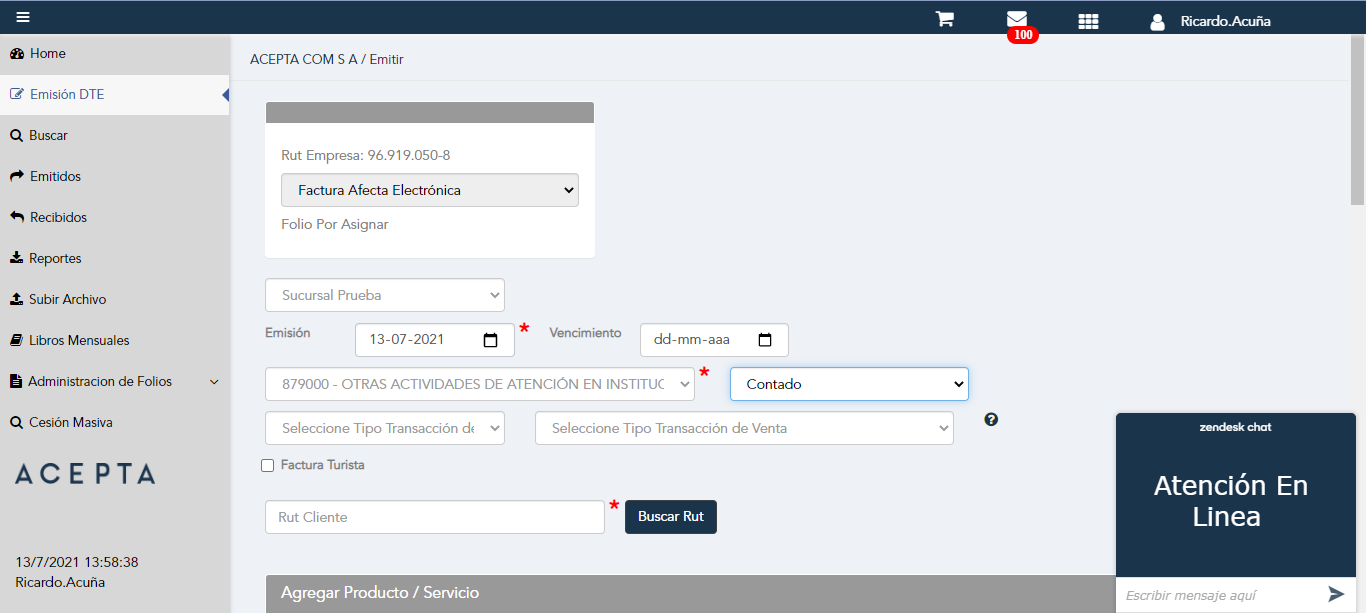 Ricardo.Acuña
100
Home
Emisión DTE
Buscar
Emitidos
Recibidos
Reportes
Subir Archivo
Libros Mensuales
Administracion de Folios
Cesión Masiva
ACEPTA
13/7/2021 13:58:38
Ricardo.Acuña
ACEPTA COM S A / Emitir
Rut Empresa: 96.919.050-8
Factura Afecta Electrónica
Folio Por Asignar
Sucursal Prueba
Emisión 13-07-2021 * Vencimiento dd-mm-aaa
879000 - OTRAS ACTIVIDADES DE ATENCIÓN EN INSTITUC * Contado
Seleccione Tipo Transacción de Seleccione Tipo Transacción de Venta ?
Factura Turista
Rut Cliente * Buscar Rut
Agregar Producto / Servicio
zendesk chat
Atención En
Linea
Escribir mensaje aquí